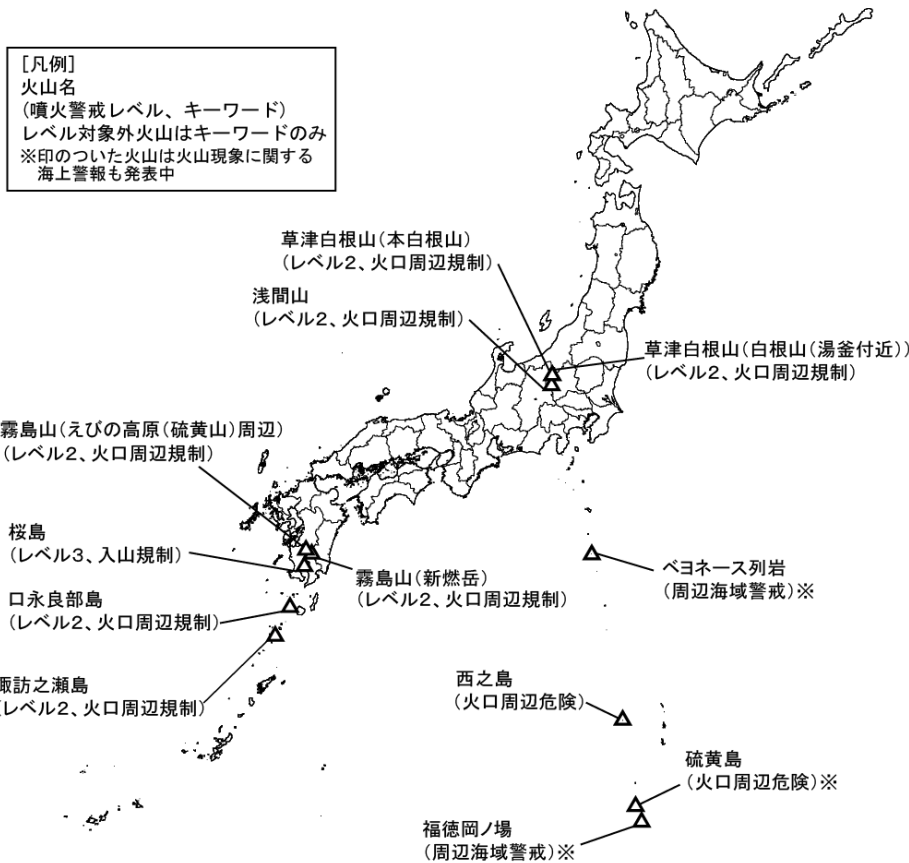 [凡例]
火山名
(噴火警戒レベル、キーワード)
レベル対象外火山はキーワードのみ
※印のついた火山は火山現象に関する
海上警報も発表中
草津白根山(本白根山)
(レベル2、火口周辺規制)
浅間山
(レベル2、火口周辺規制)
草津白根山(白根山(湯釜付近))
(レベル2、火口周辺規制)
霧島山(えびの高原(硫黄山)周辺)
(レベル2、火口周辺規制)
桜島
(レベル3、入山規制)
霧島山(新燃岳)
(レベル2、火口周辺規制)
ベヨネース列岩
(周辺海域警戒)※
口永良部島
(レベル2、火口周辺規制)
諏訪之瀬島
(レベル2、火口周辺規制)
西之島
(火口周辺危険)
硫黄島
(火口周辺危険)※
福徳岡ノ場
(周辺海域警戒)※